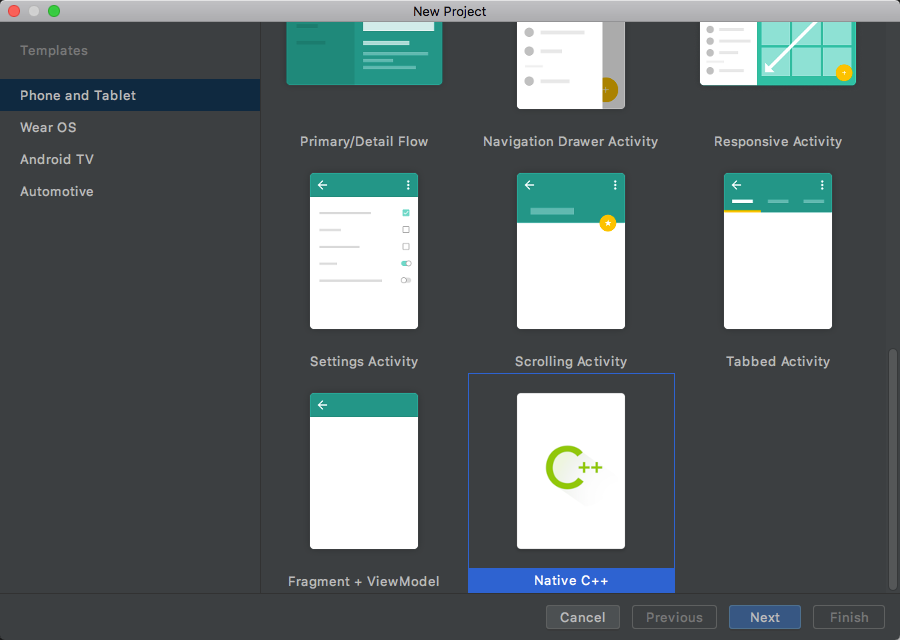 New Project
Templates
Phone and Tablet
Wear OS
Android TV
Automotive
Primary/Detail Flow
Navigation Drawer Activity
Responsive Activity
Settings Activity
Scrolling Activity
Tabbed Activity
C++
Fragment + ViewModel
Native C++
Cancel
Previous
Next
Finish